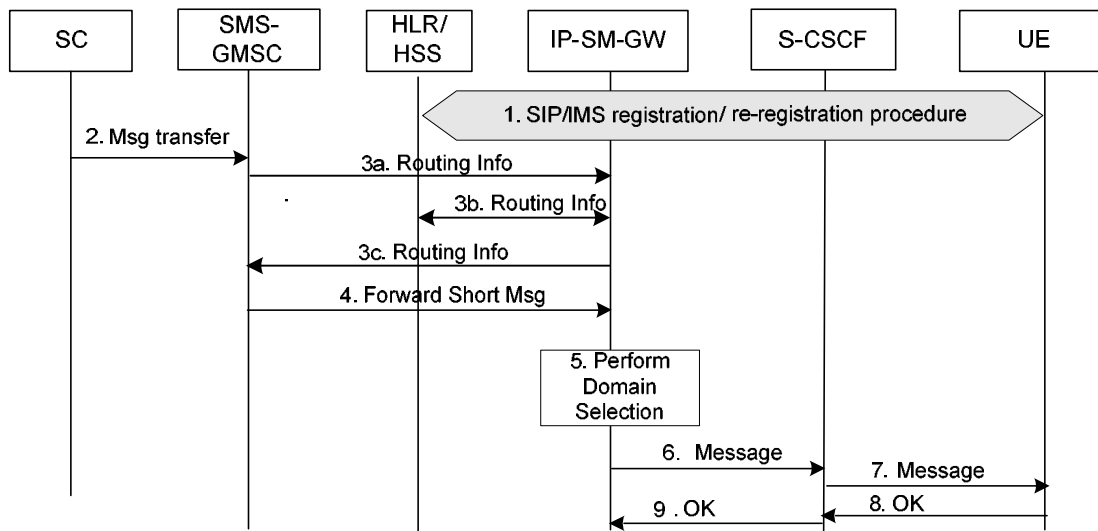 SC
SMS-
GMSC
HLR/
HSS
IP-SM-GW
S-CSCF
UE
1. SIP/IMS registration/ re-registration procedure
2. Msg transfer
3a. Routing Info
3b. Routing Info
3c. Routing Info
4. Forward Short Msg
5. Perform
Domain
Selection
6. Message
7. Message
8. OK
9 . OK